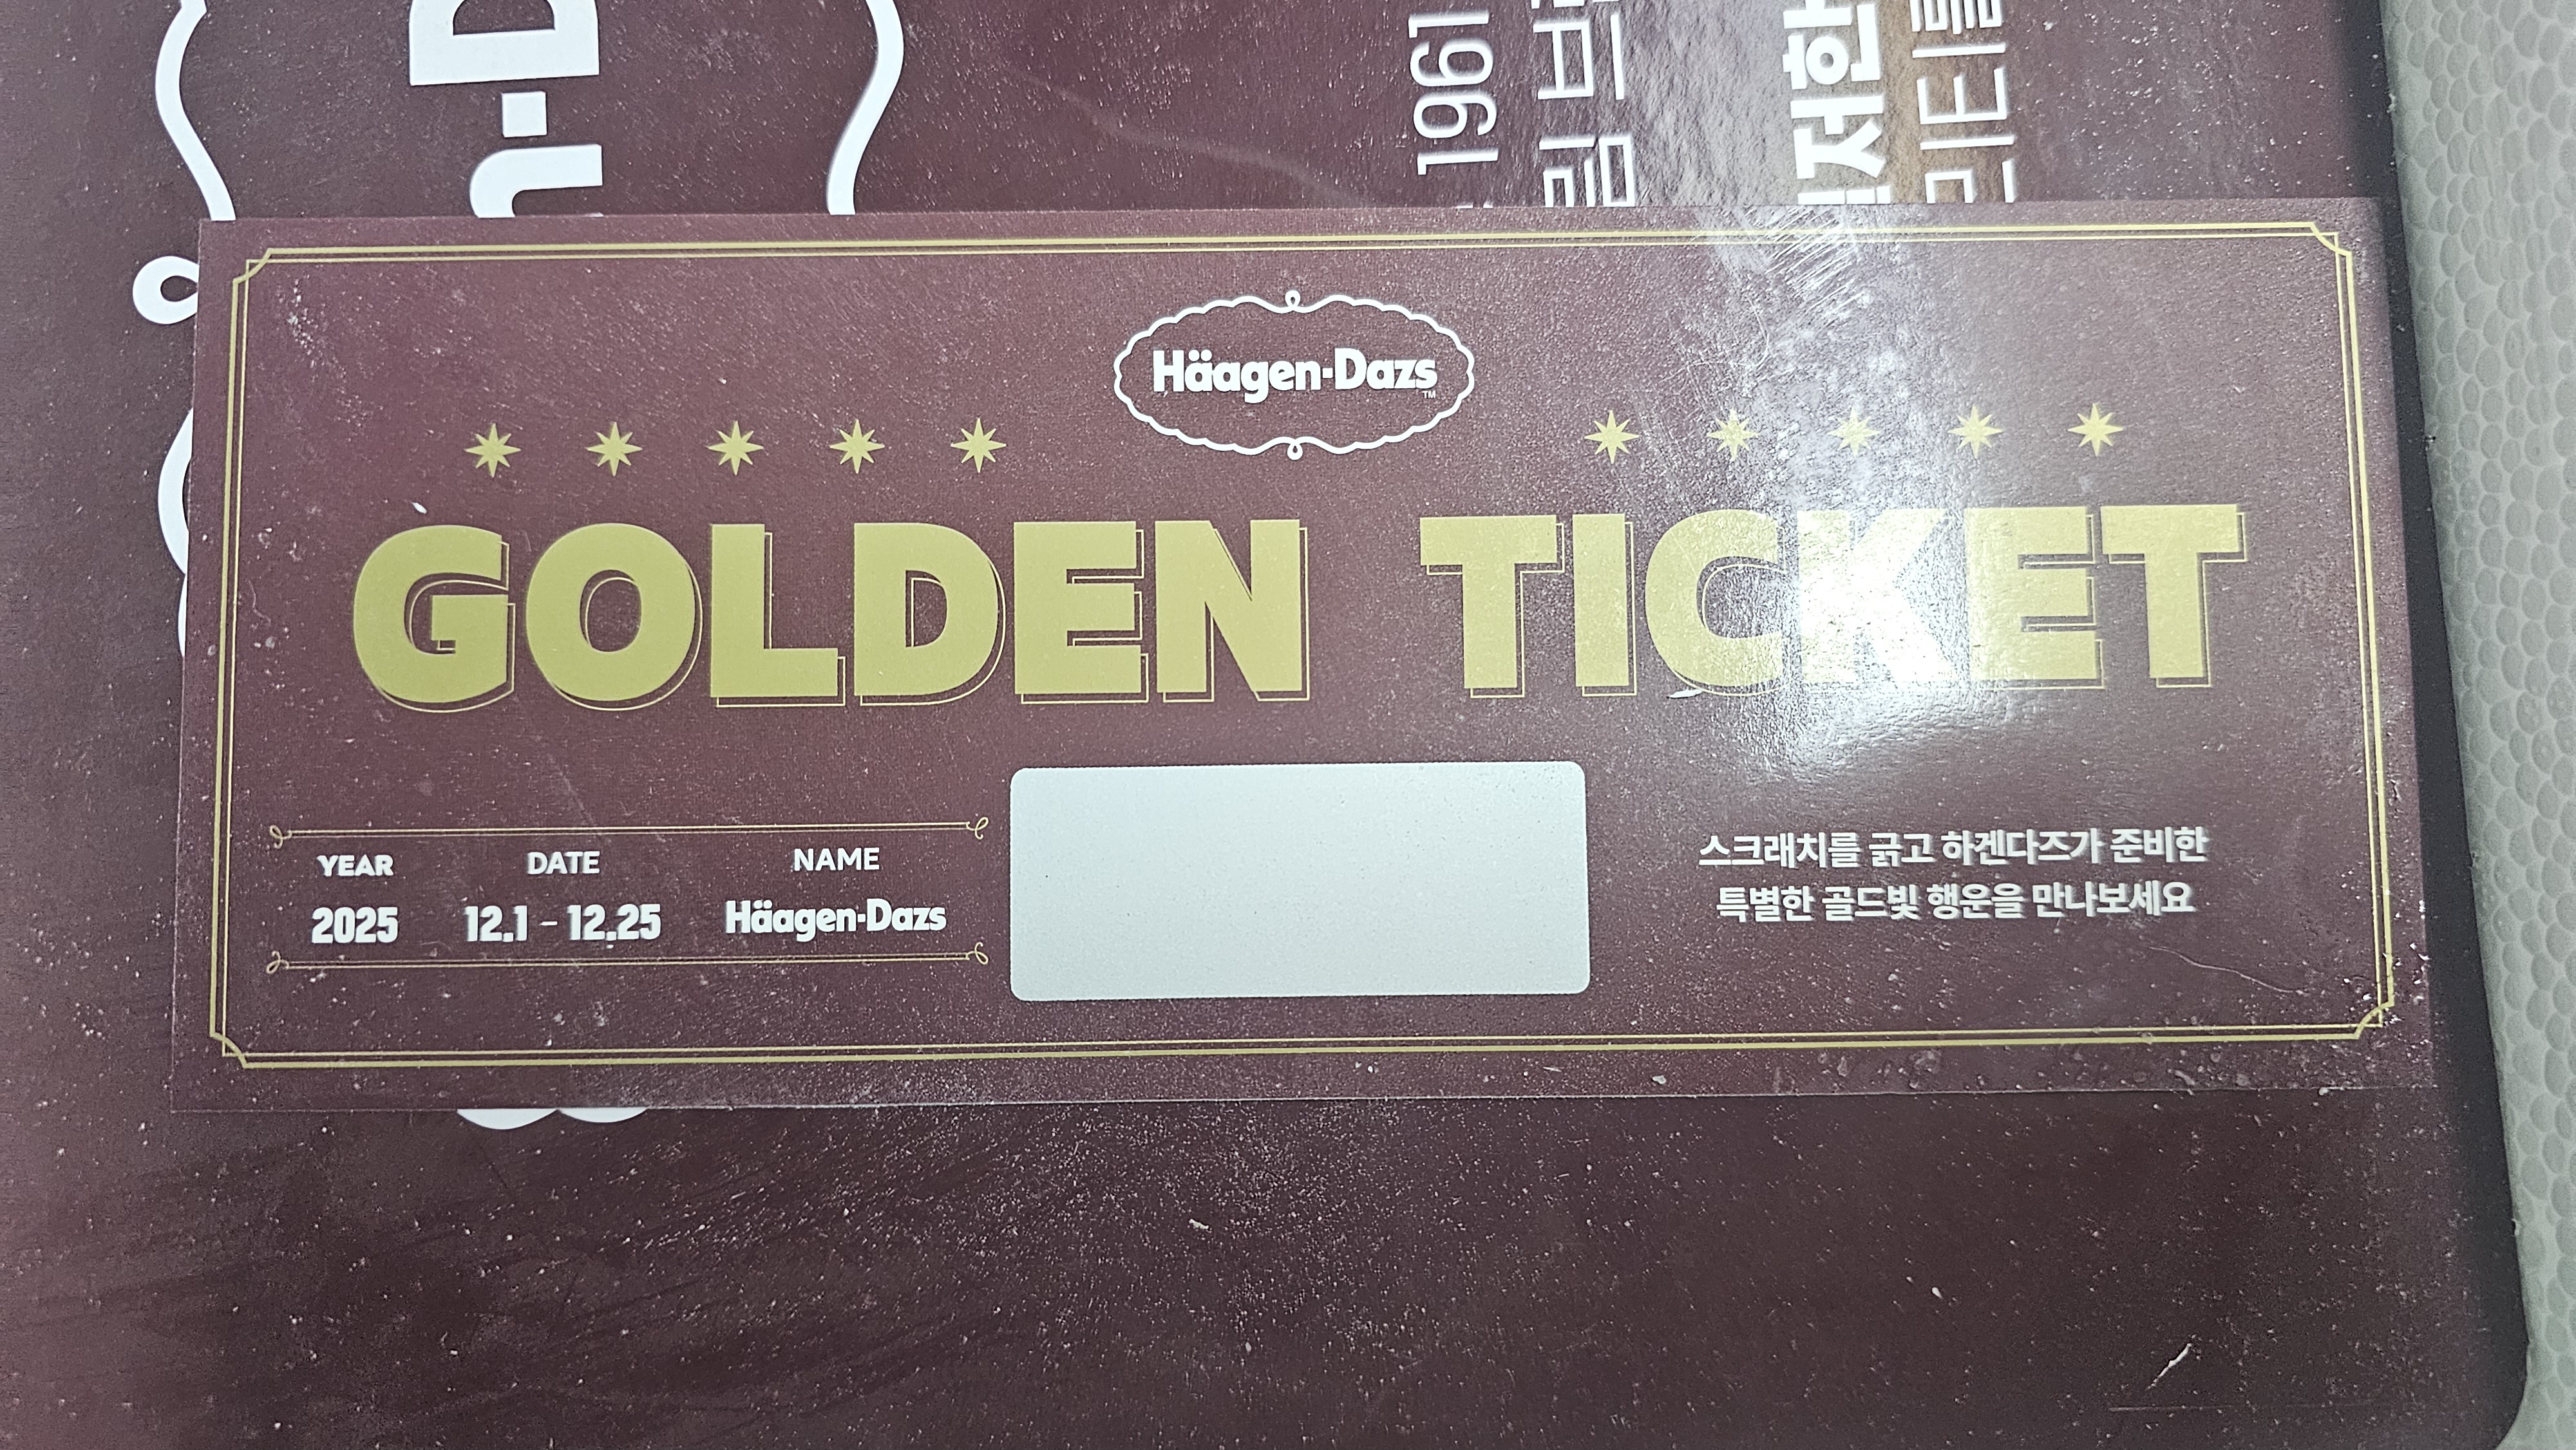 1961
Häagen-Dazs
GOLDEN TICKET
YEAR DATE NAME
2025 12.1 – 12.25 Häagen-Dazs
스크래치를 긁고 하겐다즈가 준비한
특별한 골드빛 행운을 만나보세요